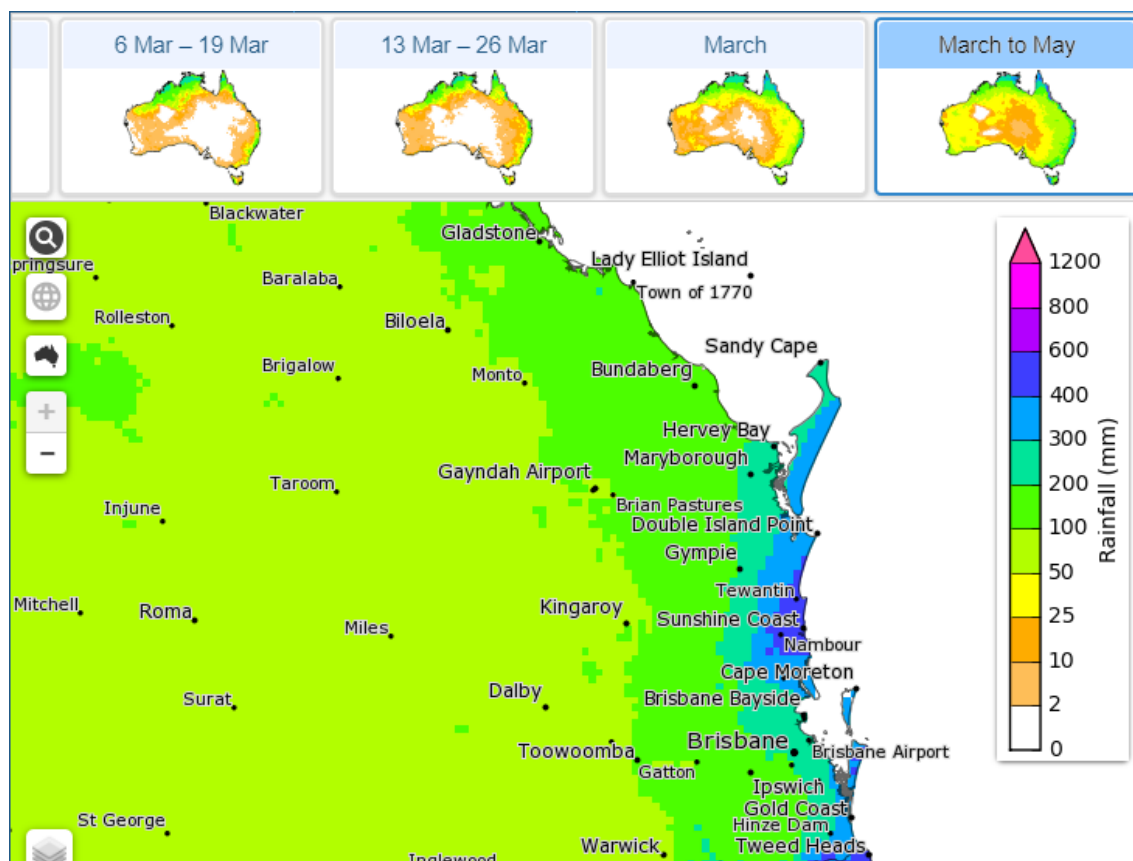 6 Mar – 19 Mar
13 Mar – 26 Mar
March
March to May
Blackwater
Gladstone
pringsure
Lady Elliot Island
Baralaba
Town of 1770
Rolleston
Biloela
Sandy Cape
Brigalow
Monto
Bundaberg
Hervey Bay
Maryborough
Gayndah Airport
Taroom
Brian Pastures
Injune
Double Island Point
Gympie
Tewantin
Mitchell
Roma
Kingaroy
Miles
Sunshine Coast
Nambour
Cape Moreton
Surat
Dalby
Brisbane Bayside
Brisbane
Toowoomba
Brisbane Airport
Gatton
Ipswich
Gold Coast
St George
Hinze Dam
Warwick
Tweed Heads
Inglewood
+
−
1200
800
600
400
300
200
100
50
25
10
2
0
Rainfall (mm)